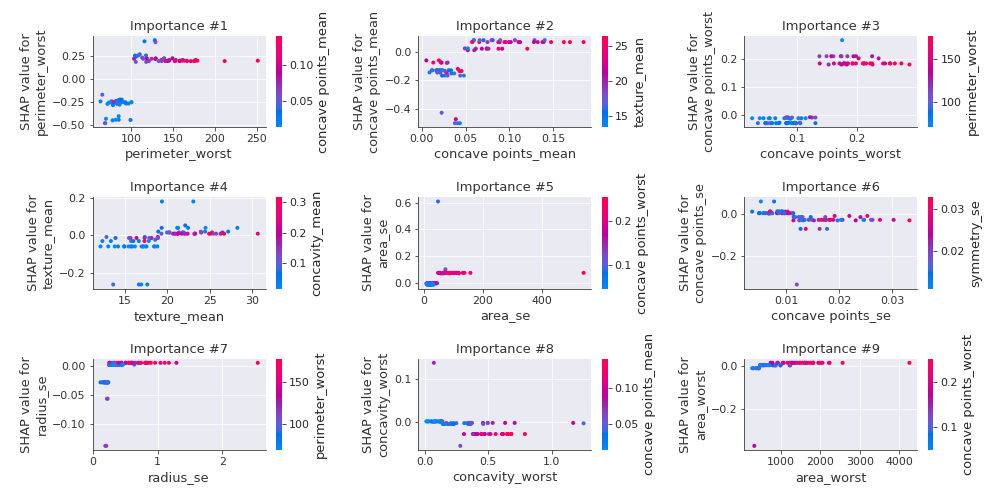 Importance #1
SHAP value for
perimeter_worst
0.25
0.00
−0.25
−0.50
100
150
200
250
perimeter_worst
0.10
0.05
concave points_mean
Importance #2
SHAP value for
concave points_mean
0.0
−0.2
−0.4
0.00
0.05
0.10
0.15
concave points_mean
25
20
15
texture_mean
Importance #3
SHAP value for
concave points_worst
0.2
0.1
0.0
0.1
0.2
concave points_worst
150
100
perimeter_worst
Importance #4
SHAP value for
texture_mean
0.2
0.0
−0.2
15
20
25
30
texture_mean
0.3
0.2
0.1
concavity_mean
Importance #5
SHAP value for
area_se
0.6
0.4
0.2
0.0
0
200
400
area_se
0.2
0.1
concave points_worst
Importance #6
SHAP value for
concave points_se
0.0
−0.2
0.01
0.02
0.03
concave points_se
0.03
0.02
symmetry_se
Importance #7
SHAP value for
radius_se
0.00
−0.05
−0.10
0
1
2
radius_se
150
100
perimeter_worst
Importance #8
SHAP value for
concavity_worst
0.1
0.0
0.0
0.5
1.0
concavity_worst
0.10
0.05
concave points_mean
Importance #9
SHAP value for
area_worst
0.0
−0.2
1000
2000
3000
4000
area_worst
0.2
0.1
concave points_worst